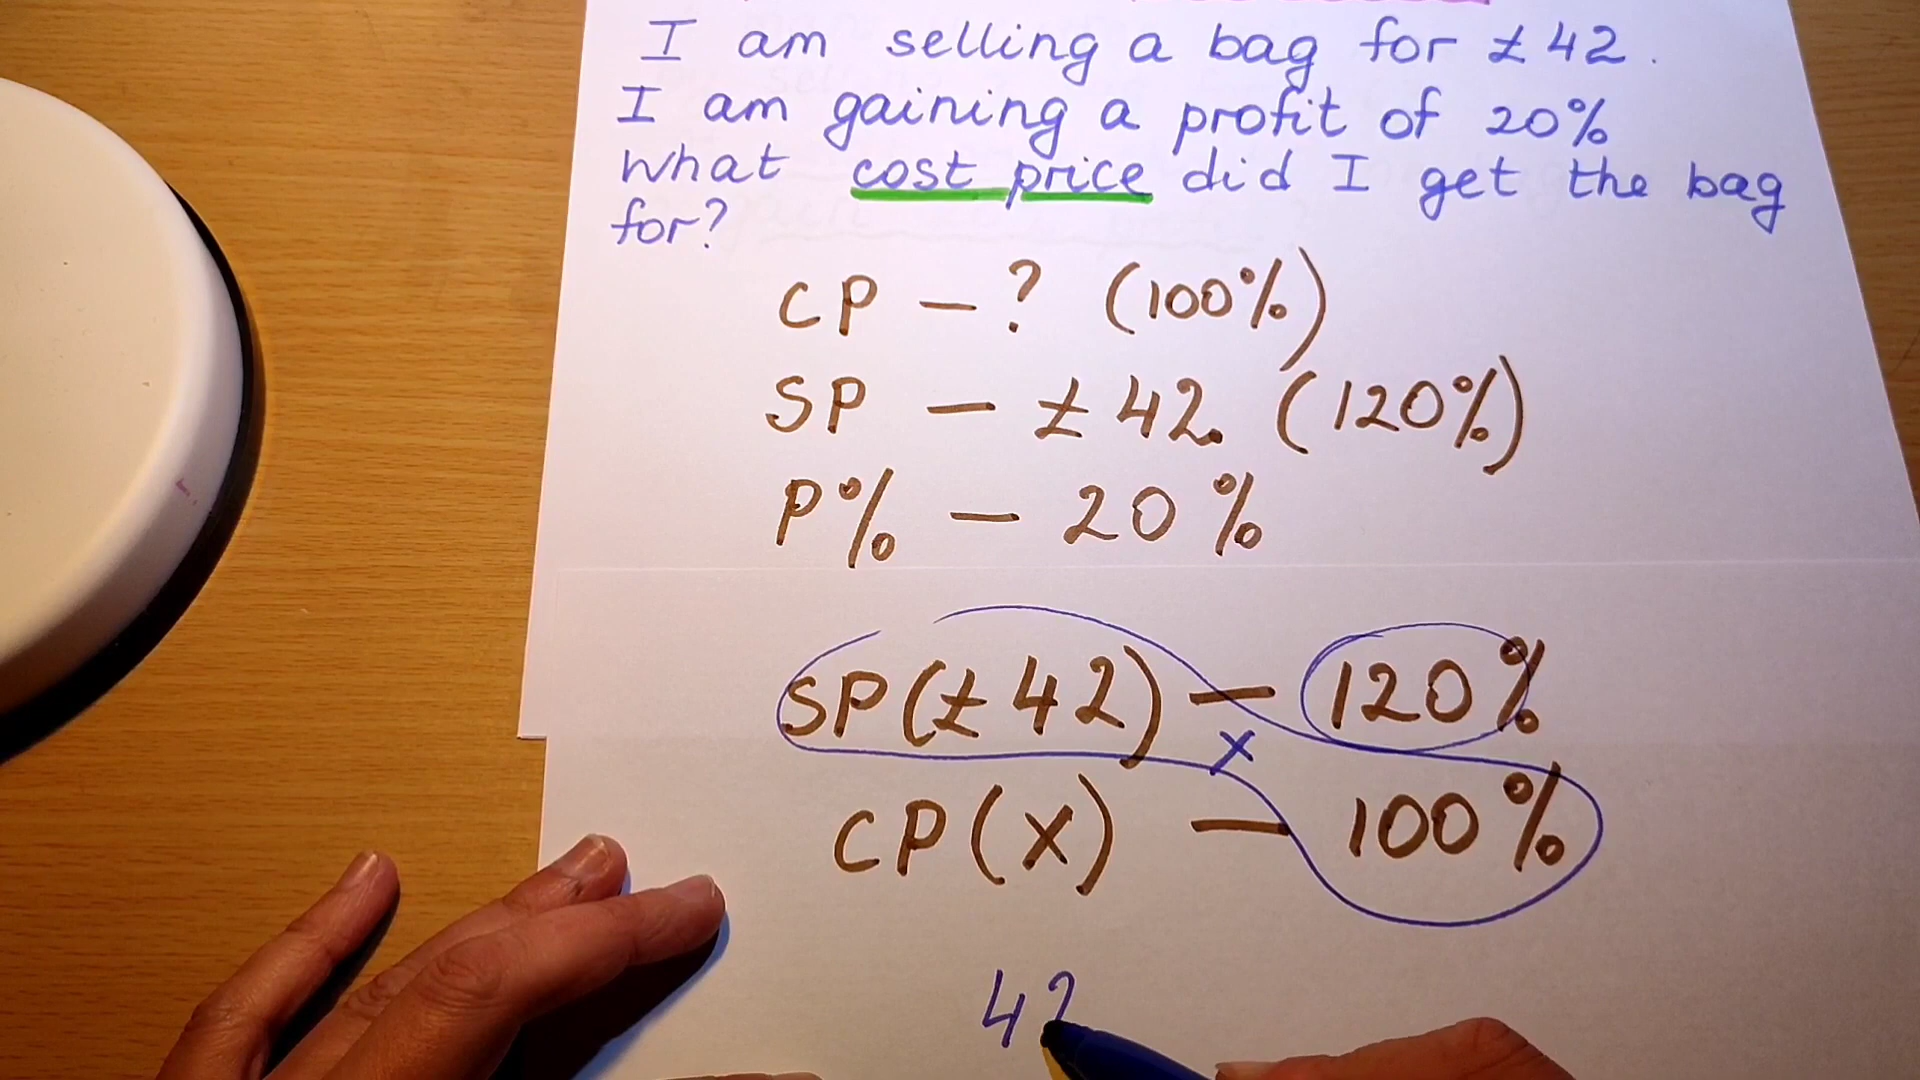 I am selling a bag for £42.
I am gaining a profit of 20%
What cost price did I get the bag
for?
CP – ? (100%)
SP – £42. (120%)
P% – 20%
SP(£42) – 120%
x
CP(x) – 100%
42